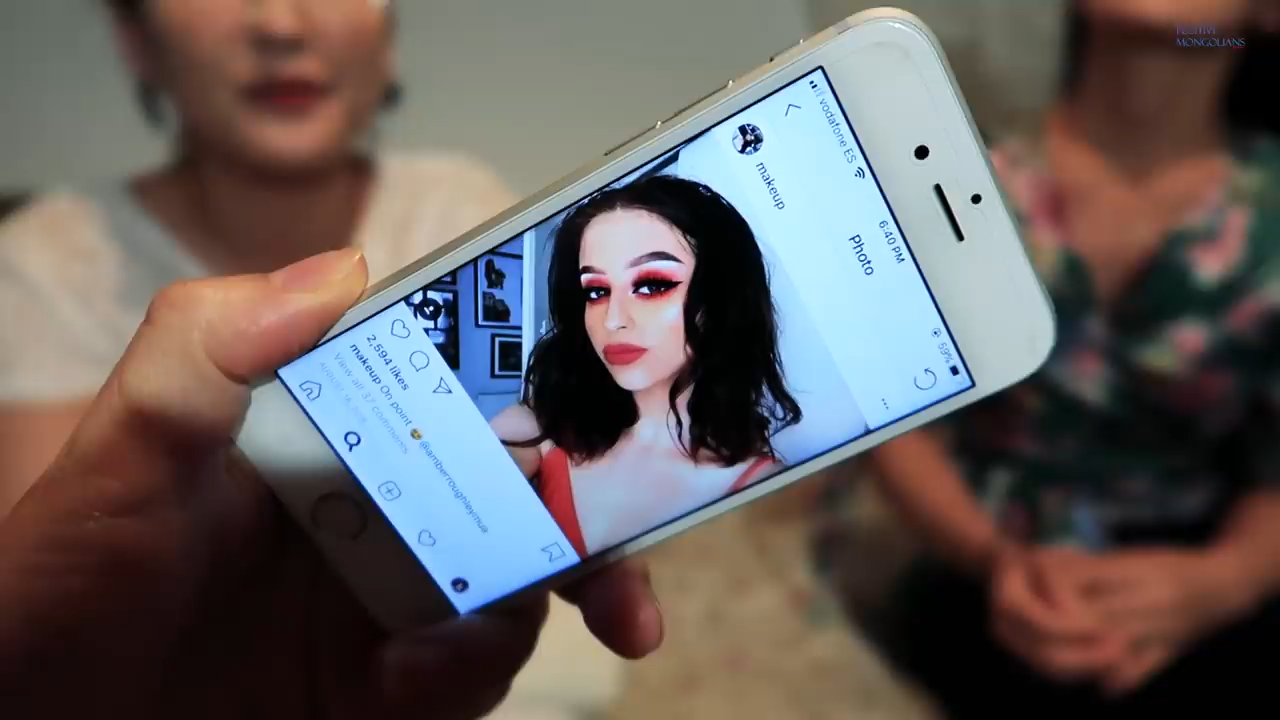 POSITIVE
MONGOLIANS
vodafone ES
6:40 PM
59%
Photo
makeup
2,594 likes
makeup On point 😍 @amberroughleymua
View all 37 comments